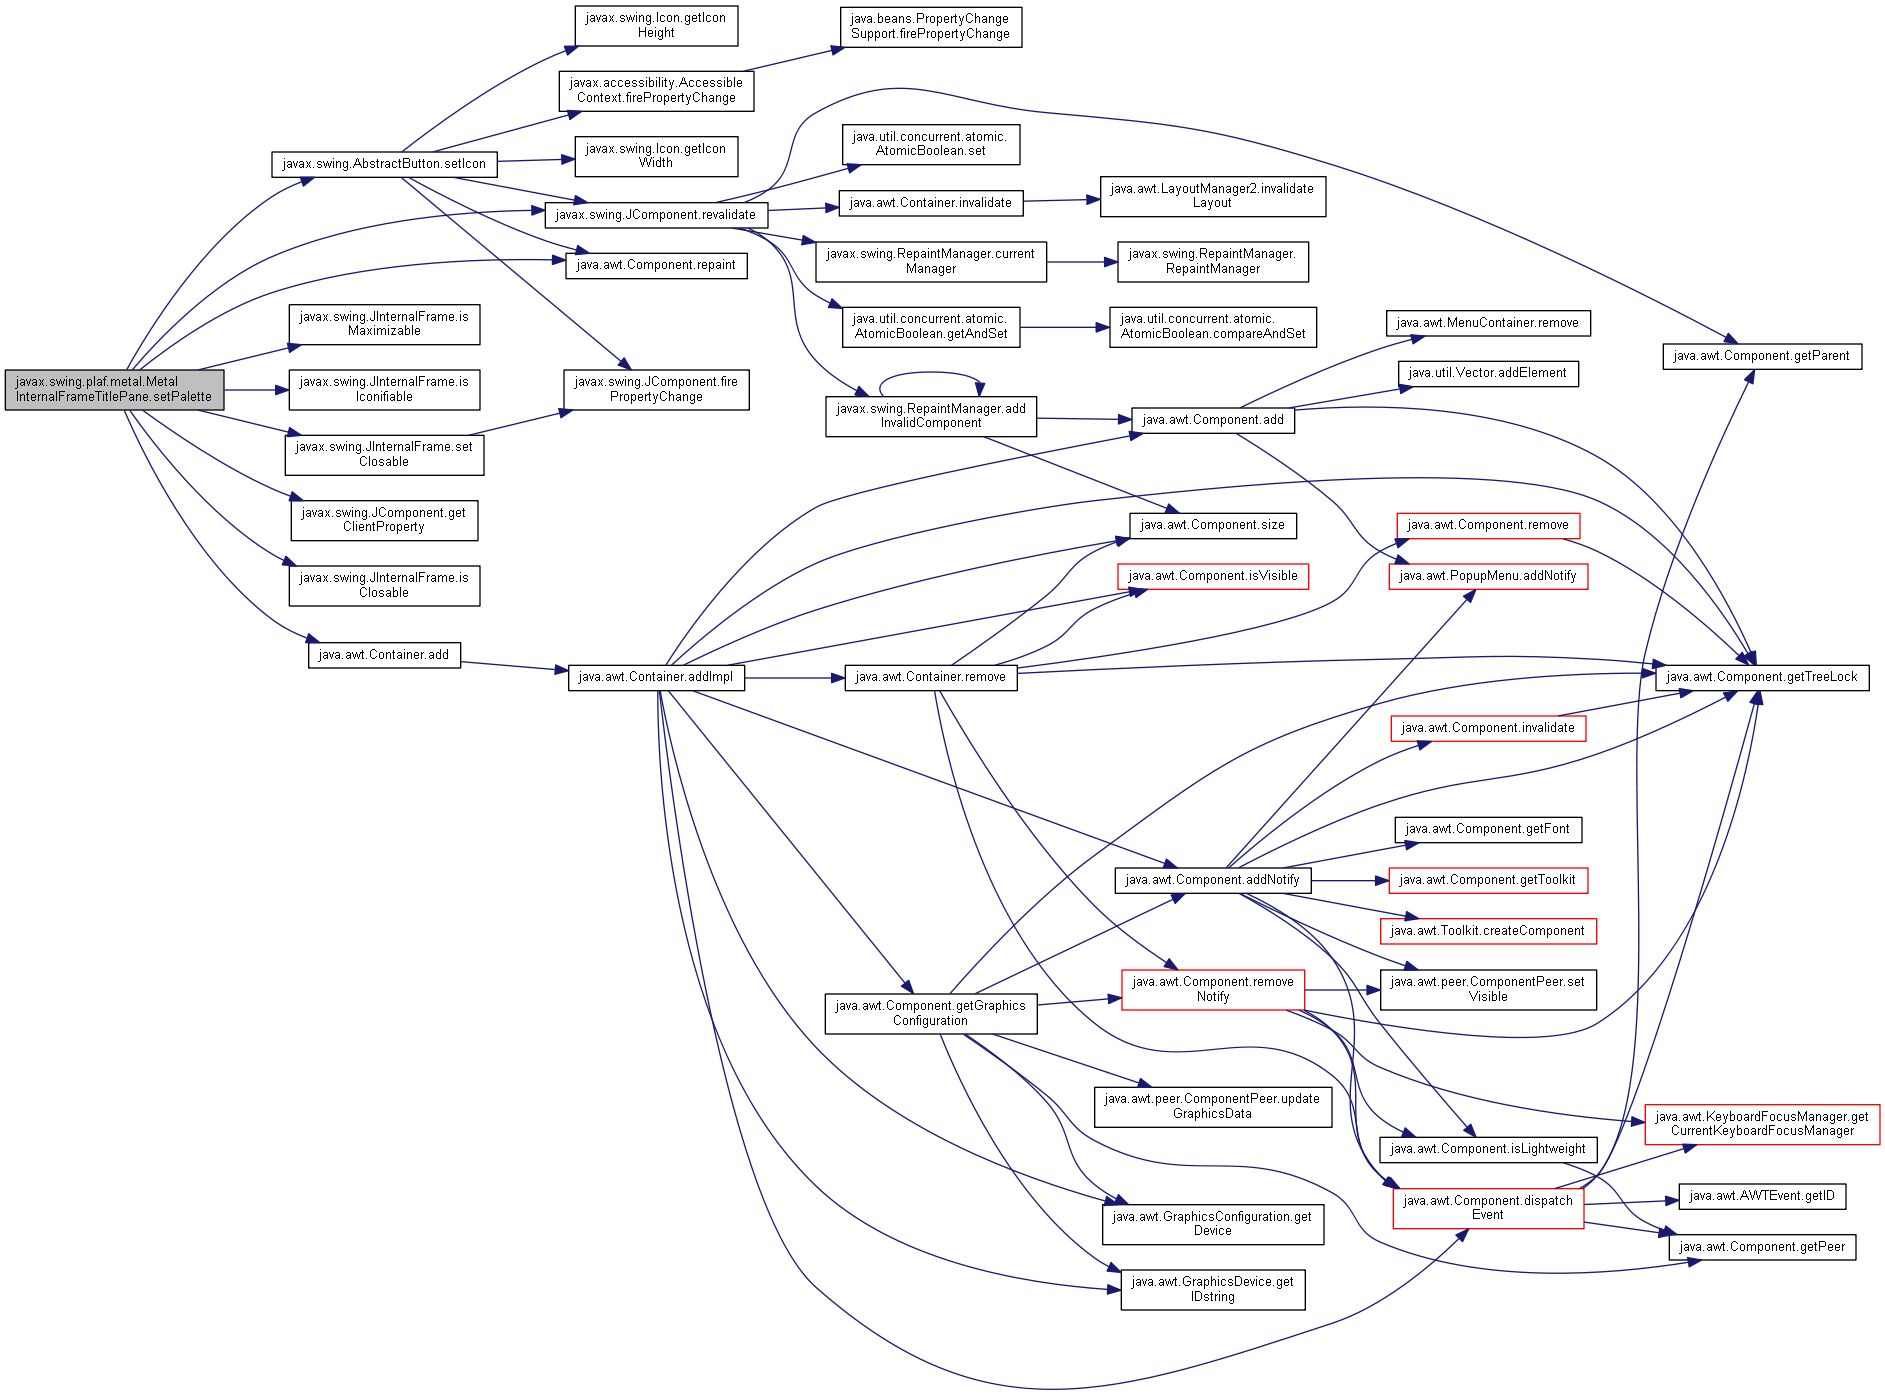 javax.swing.plaf.metal.Metal
InternalFrameTitlePane.setPalette
javax.swing.AbstractButton.setIcon
javax.swing.JInternalFrame.is
Maximizable
javax.swing.JInternalFrame.is
Iconifiable
javax.swing.JInternalFrame.set
Closable
javax.swing.JComponent.get
ClientProperty
javax.swing.JInternalFrame.is
Closable
java.awt.Container.add
javax.swing.Icon.getIcon
Height
javax.accessibility.Accessible
Context.firePropertyChange
javax.swing.Icon.getIcon
Width
javax.swing.JComponent.revalidate
java.awt.Component.repaint
javax.swing.JComponent.fire
PropertyChange
java.awt.Container.addImpl
java.beans.PropertyChange
Support.firePropertyChange
java.util.concurrent.atomic.
AtomicBoolean.set
java.awt.Container.invalidate
javax.swing.RepaintManager.current
Manager
java.util.concurrent.atomic.
AtomicBoolean.getAndSet
javax.swing.RepaintManager.add
InvalidComponent
java.awt.Container.remove
java.awt.Component.getGraphics
Configuration
java.awt.LayoutManager2.invalidate
Layout
javax.swing.RepaintManager.
RepaintManager
java.util.concurrent.atomic.
AtomicBoolean.compareAndSet
java.awt.Component.add
java.awt.Component.size
java.awt.Component.isVisible
java.awt.Component.addNotify
java.awt.Component.remove
Notify
java.awt.peer.ComponentPeer.update
GraphicsData
java.awt.GraphicsConfiguration.get
Device
java.awt.GraphicsDevice.get
IDstring
java.awt.MenuContainer.remove
java.util.Vector.addElement
java.awt.Component.remove
java.awt.PopupMenu.addNotify
java.awt.Component.invalidate
java.awt.Component.getFont
java.awt.Component.getToolkit
java.awt.Toolkit.createComponent
java.awt.peer.ComponentPeer.set
Visible
java.awt.Component.isLightweight
java.awt.Component.dispatch
Event
java.awt.Component.getParent
java.awt.Component.getTreeLock
java.awt.KeyboardFocusManager.get
CurrentKeyboardFocusManager
java.awt.AWTEvent.getID
java.awt.Component.getPeer